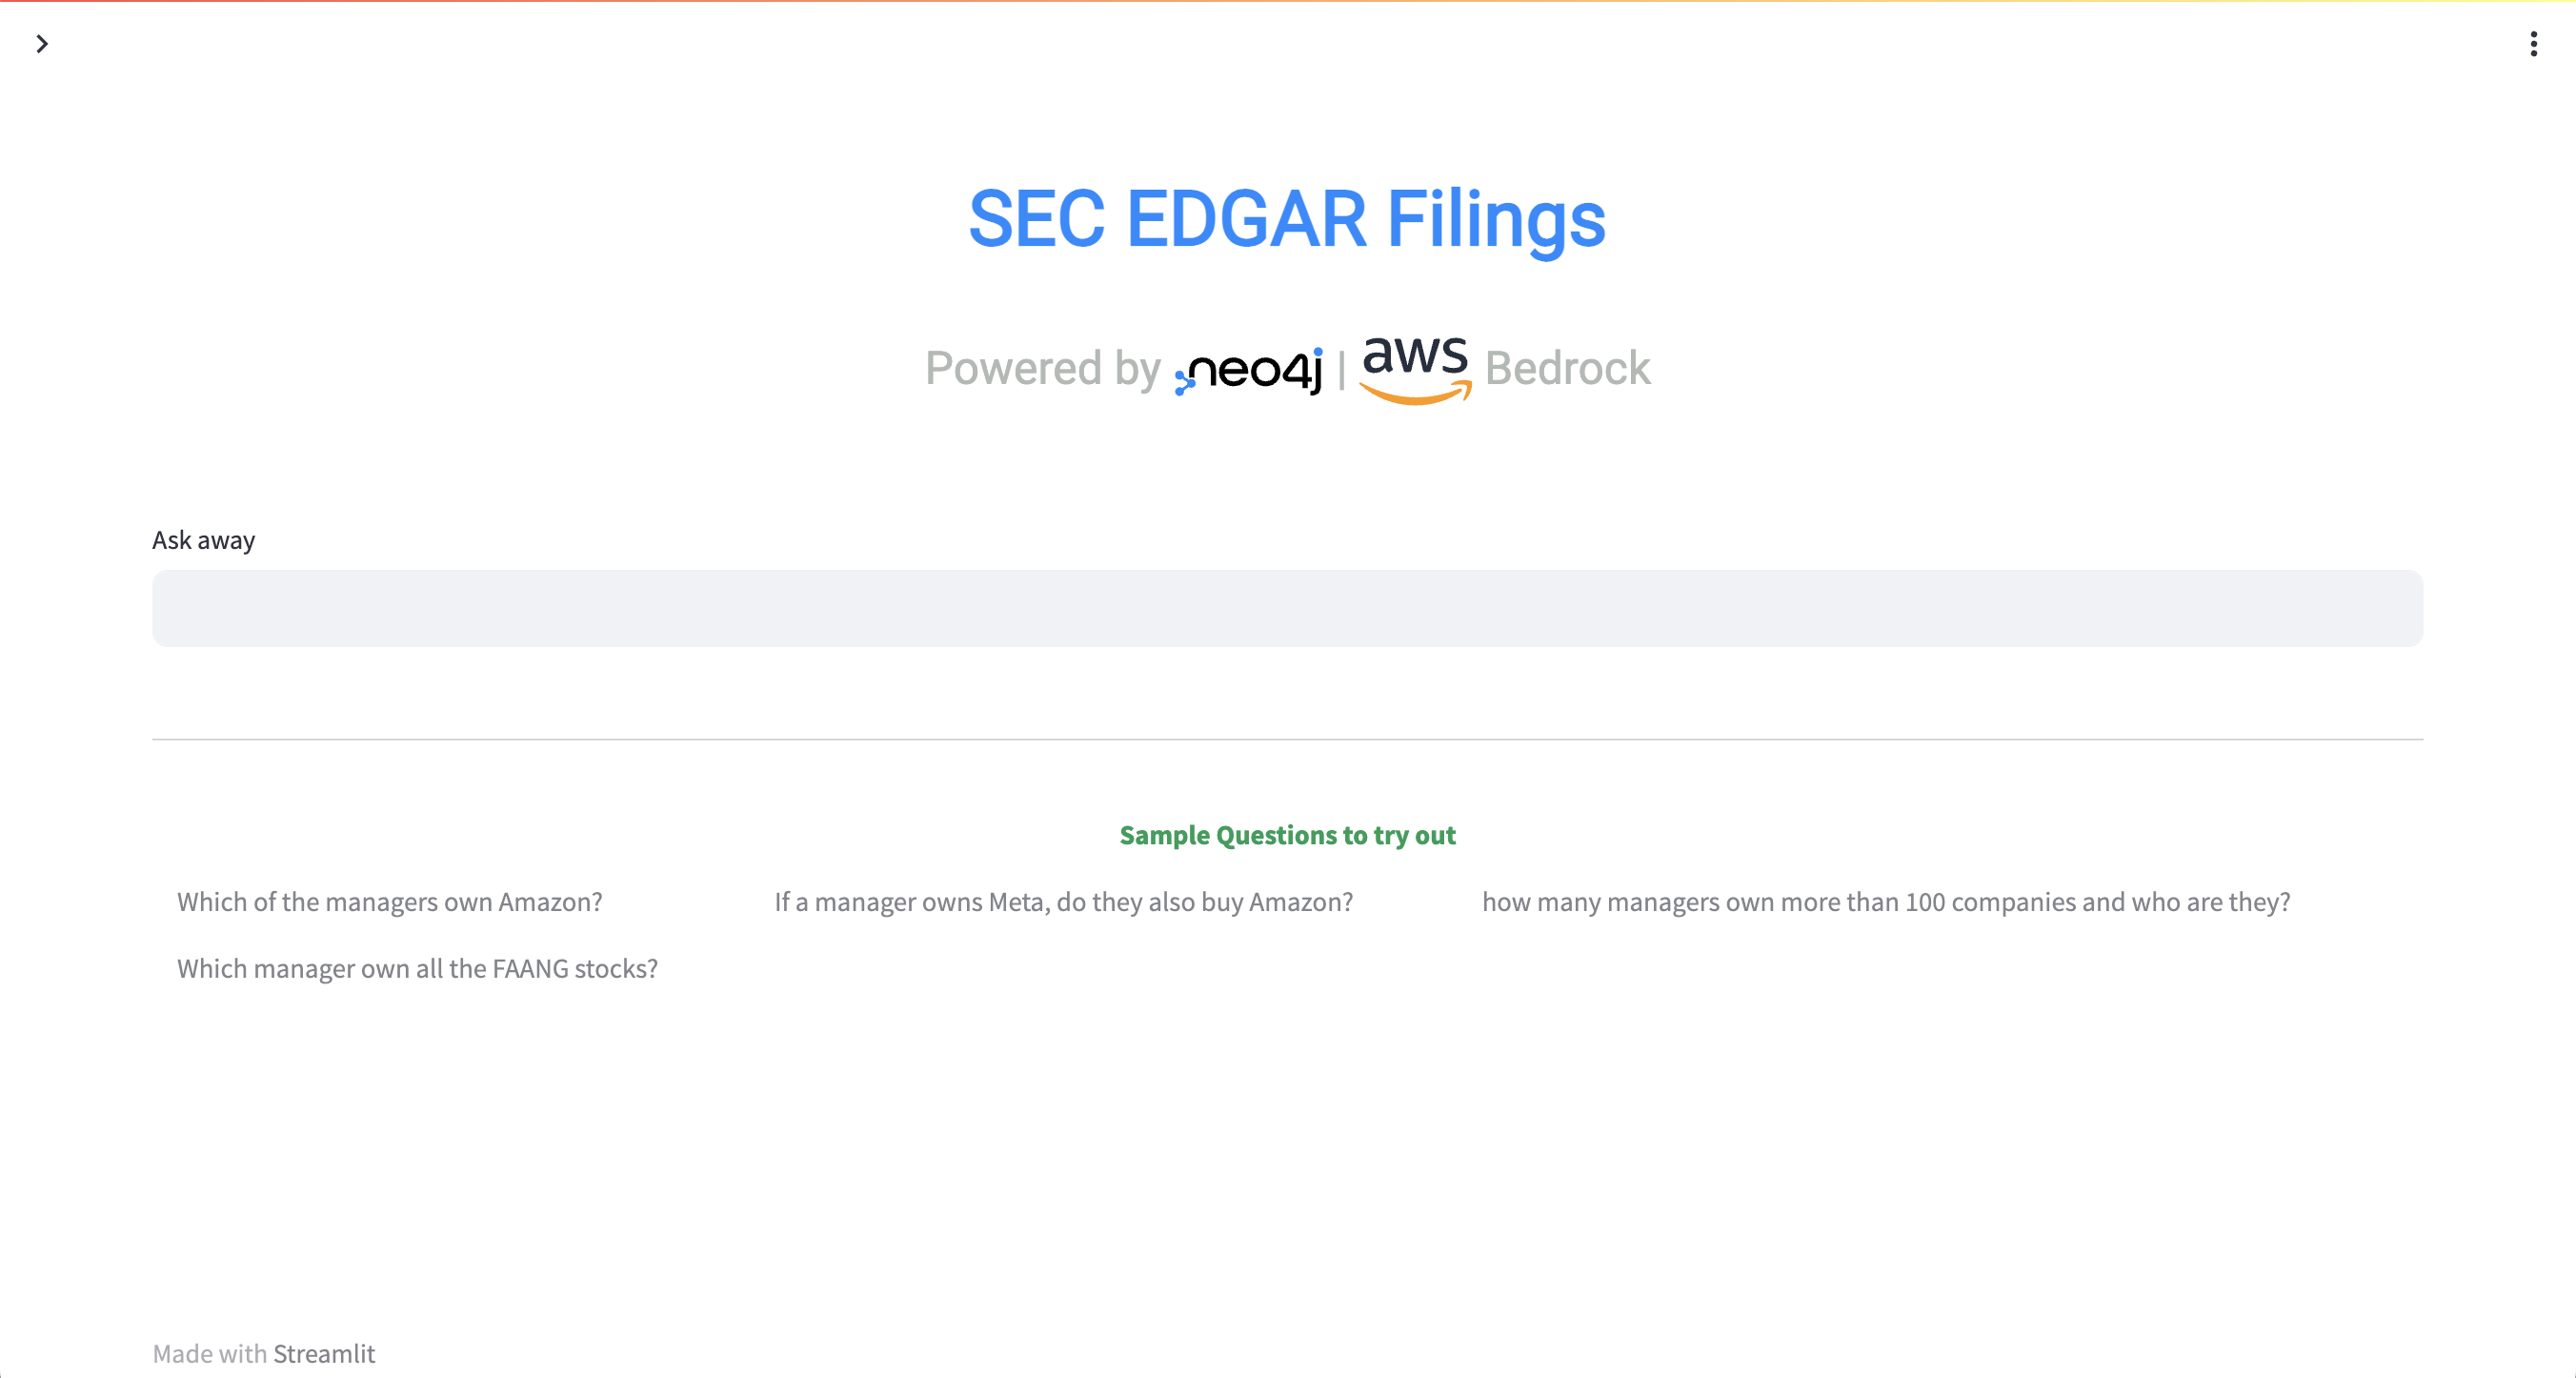 SEC EDGAR Filings
Powered by neo4j | aws Bedrock
Ask away
Sample Questions to try out
Which of the managers own Amazon? If a manager owns Meta, do they also buy Amazon? how many managers own more than 100 companies and who are they?
Which manager own all the FAANG stocks?
Made with Streamlit